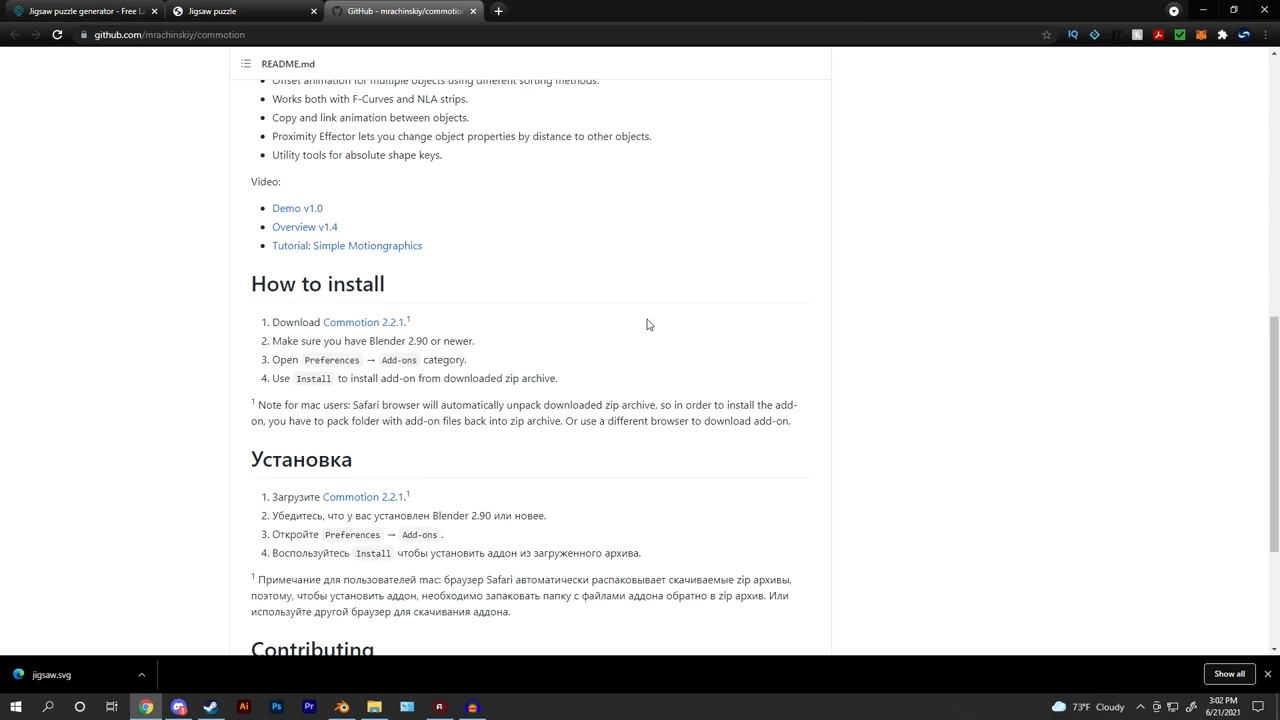 Jigsaw puzzle generator - Free La
Jigsaw puzzle
GitHub - mrachinskiy/commotion
github.com/mrachinskiy/commotion
README.md
Offset animation for multiple objects using different sorting methods.
Works both with F-Curves and NLA strips.
Copy and link animation between objects.
Proximity Effector lets you change object properties by distance to other objects.
Utility tools for absolute shape keys.
Video:
Demo v1.0
Overview v1.4
Tutorial: Simple Motiongraphics
How to install
1. Download Commotion 2.2.1.1
2. Make sure you have Blender 2.90 or newer.
3. Open Preferences → Add-ons category.
4. Use Install to install add-on from downloaded zip archive.
1 Note for mac users: Safari browser will automatically unpack downloaded zip archive, so in order to install the add-
on, you have to pack folder with add-on files back into zip archive. Or use a different browser to download add-on.
Установка
1. Загрузите Commotion 2.2.1.1
2. Убедитесь, что у вас установлен Blender 2.90 или новее.
3. Откройте Preferences → Add-ons.
4. Воспользуйтесь Install чтобы установить аддон из загруженного архива.
1 Примечание для пользователей mac: браузер Safari автоматически распаковывает скачиваемые zip архивы,
поэтому, чтобы установить аддон, необходимо запаковать папку с файлами аддона обратно в zip архив. Или
используйте другой браузер для скачивания аддона.
Contributing
jigsaw.svg
Show all
Ai
Ps
Pr
73°F Cloudy
3:02 PM
6/21/2021